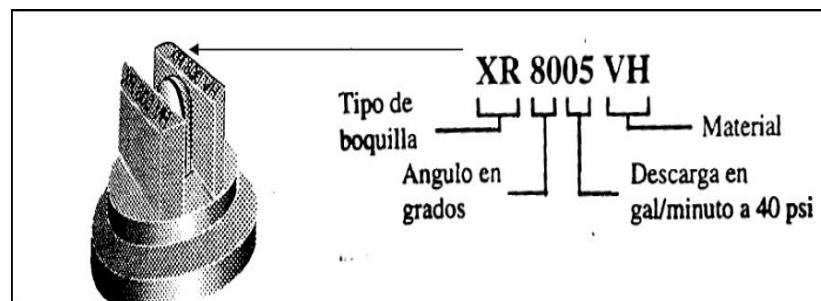 XR 8005 VH
Tipo de
boquilla
Material
Angulo en
grados
Descarga en
gal/minuto a 40 psi